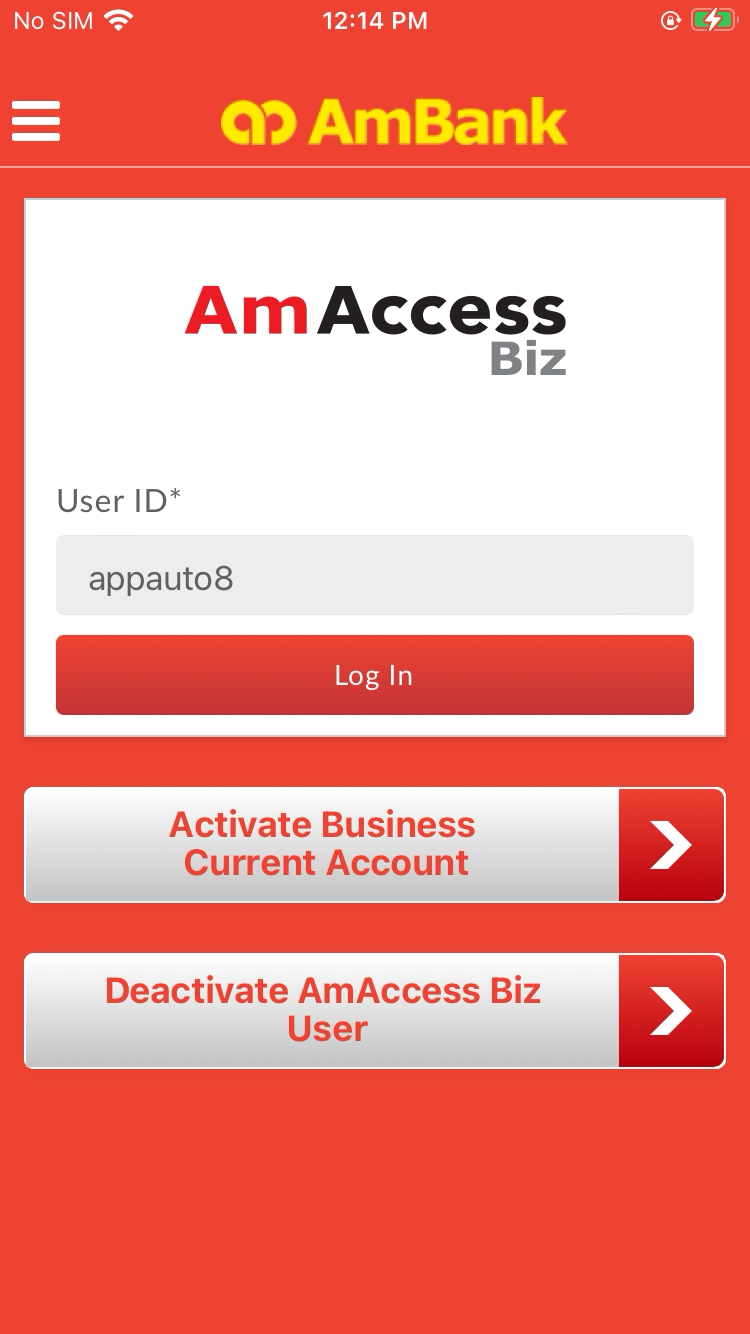 No SIM 12:14 PM
AmBank
AmAccess
Biz
User ID*
appauto8
Log In
Activate Business
Current Account
Deactivate AmAccess Biz
User